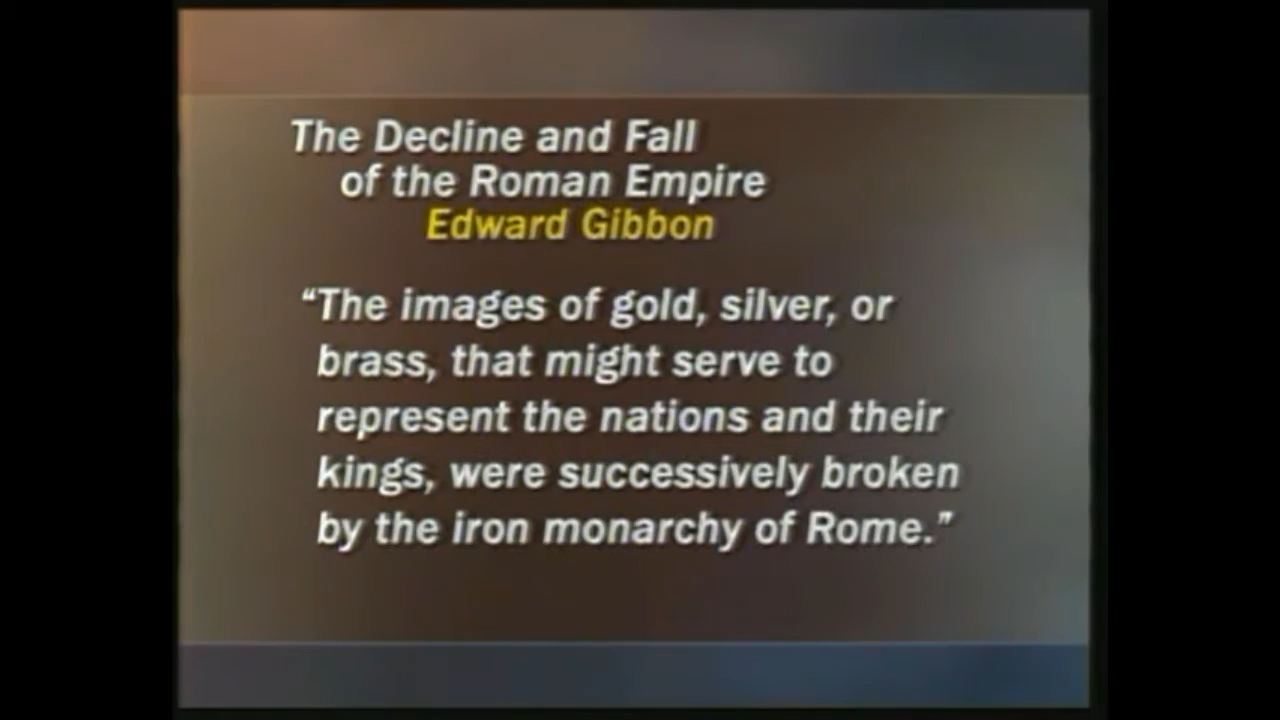 The Decline and Fall
of the Roman Empire
Edward Gibbon
“The images of gold, silver, or
brass, that might serve to
represent the nations and their
kings, were successively broken
by the iron monarchy of Rome.”